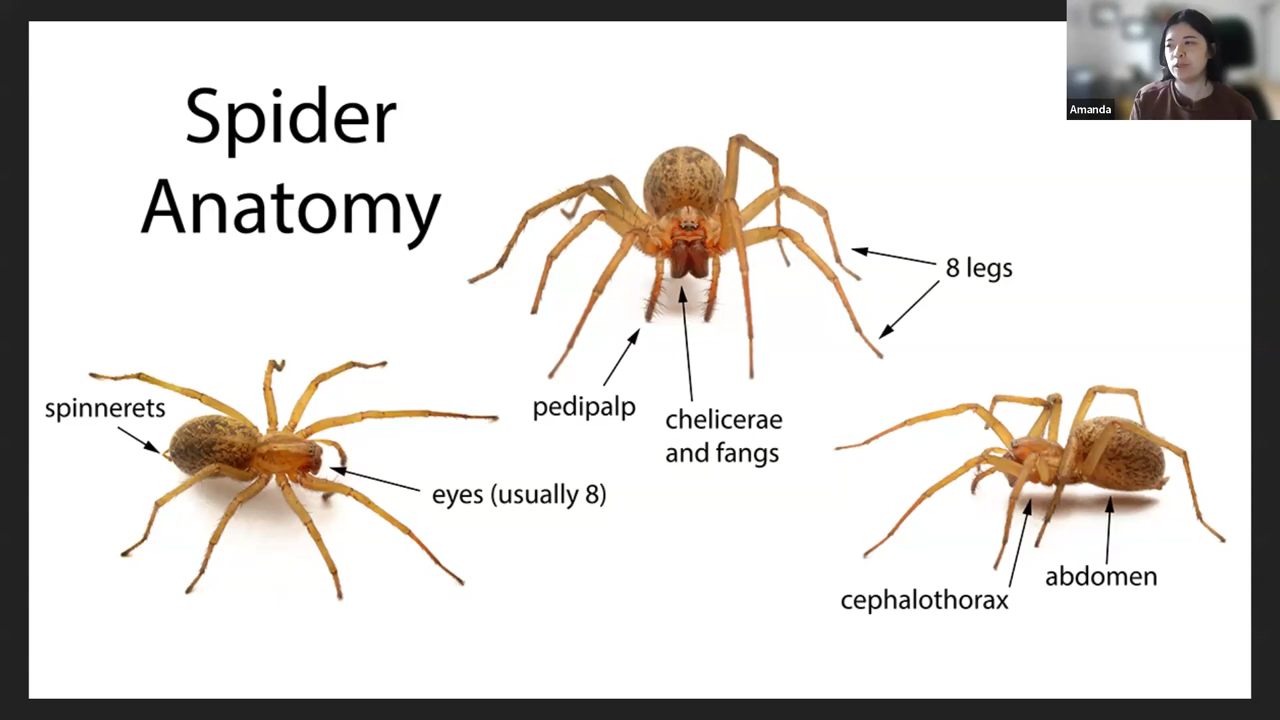 Spider
Anatomy
Amanda
8 legs
pedipalp
chelicerae
and fangs
spinnerets
eyes (usually 8)
cephalothorax
abdomen